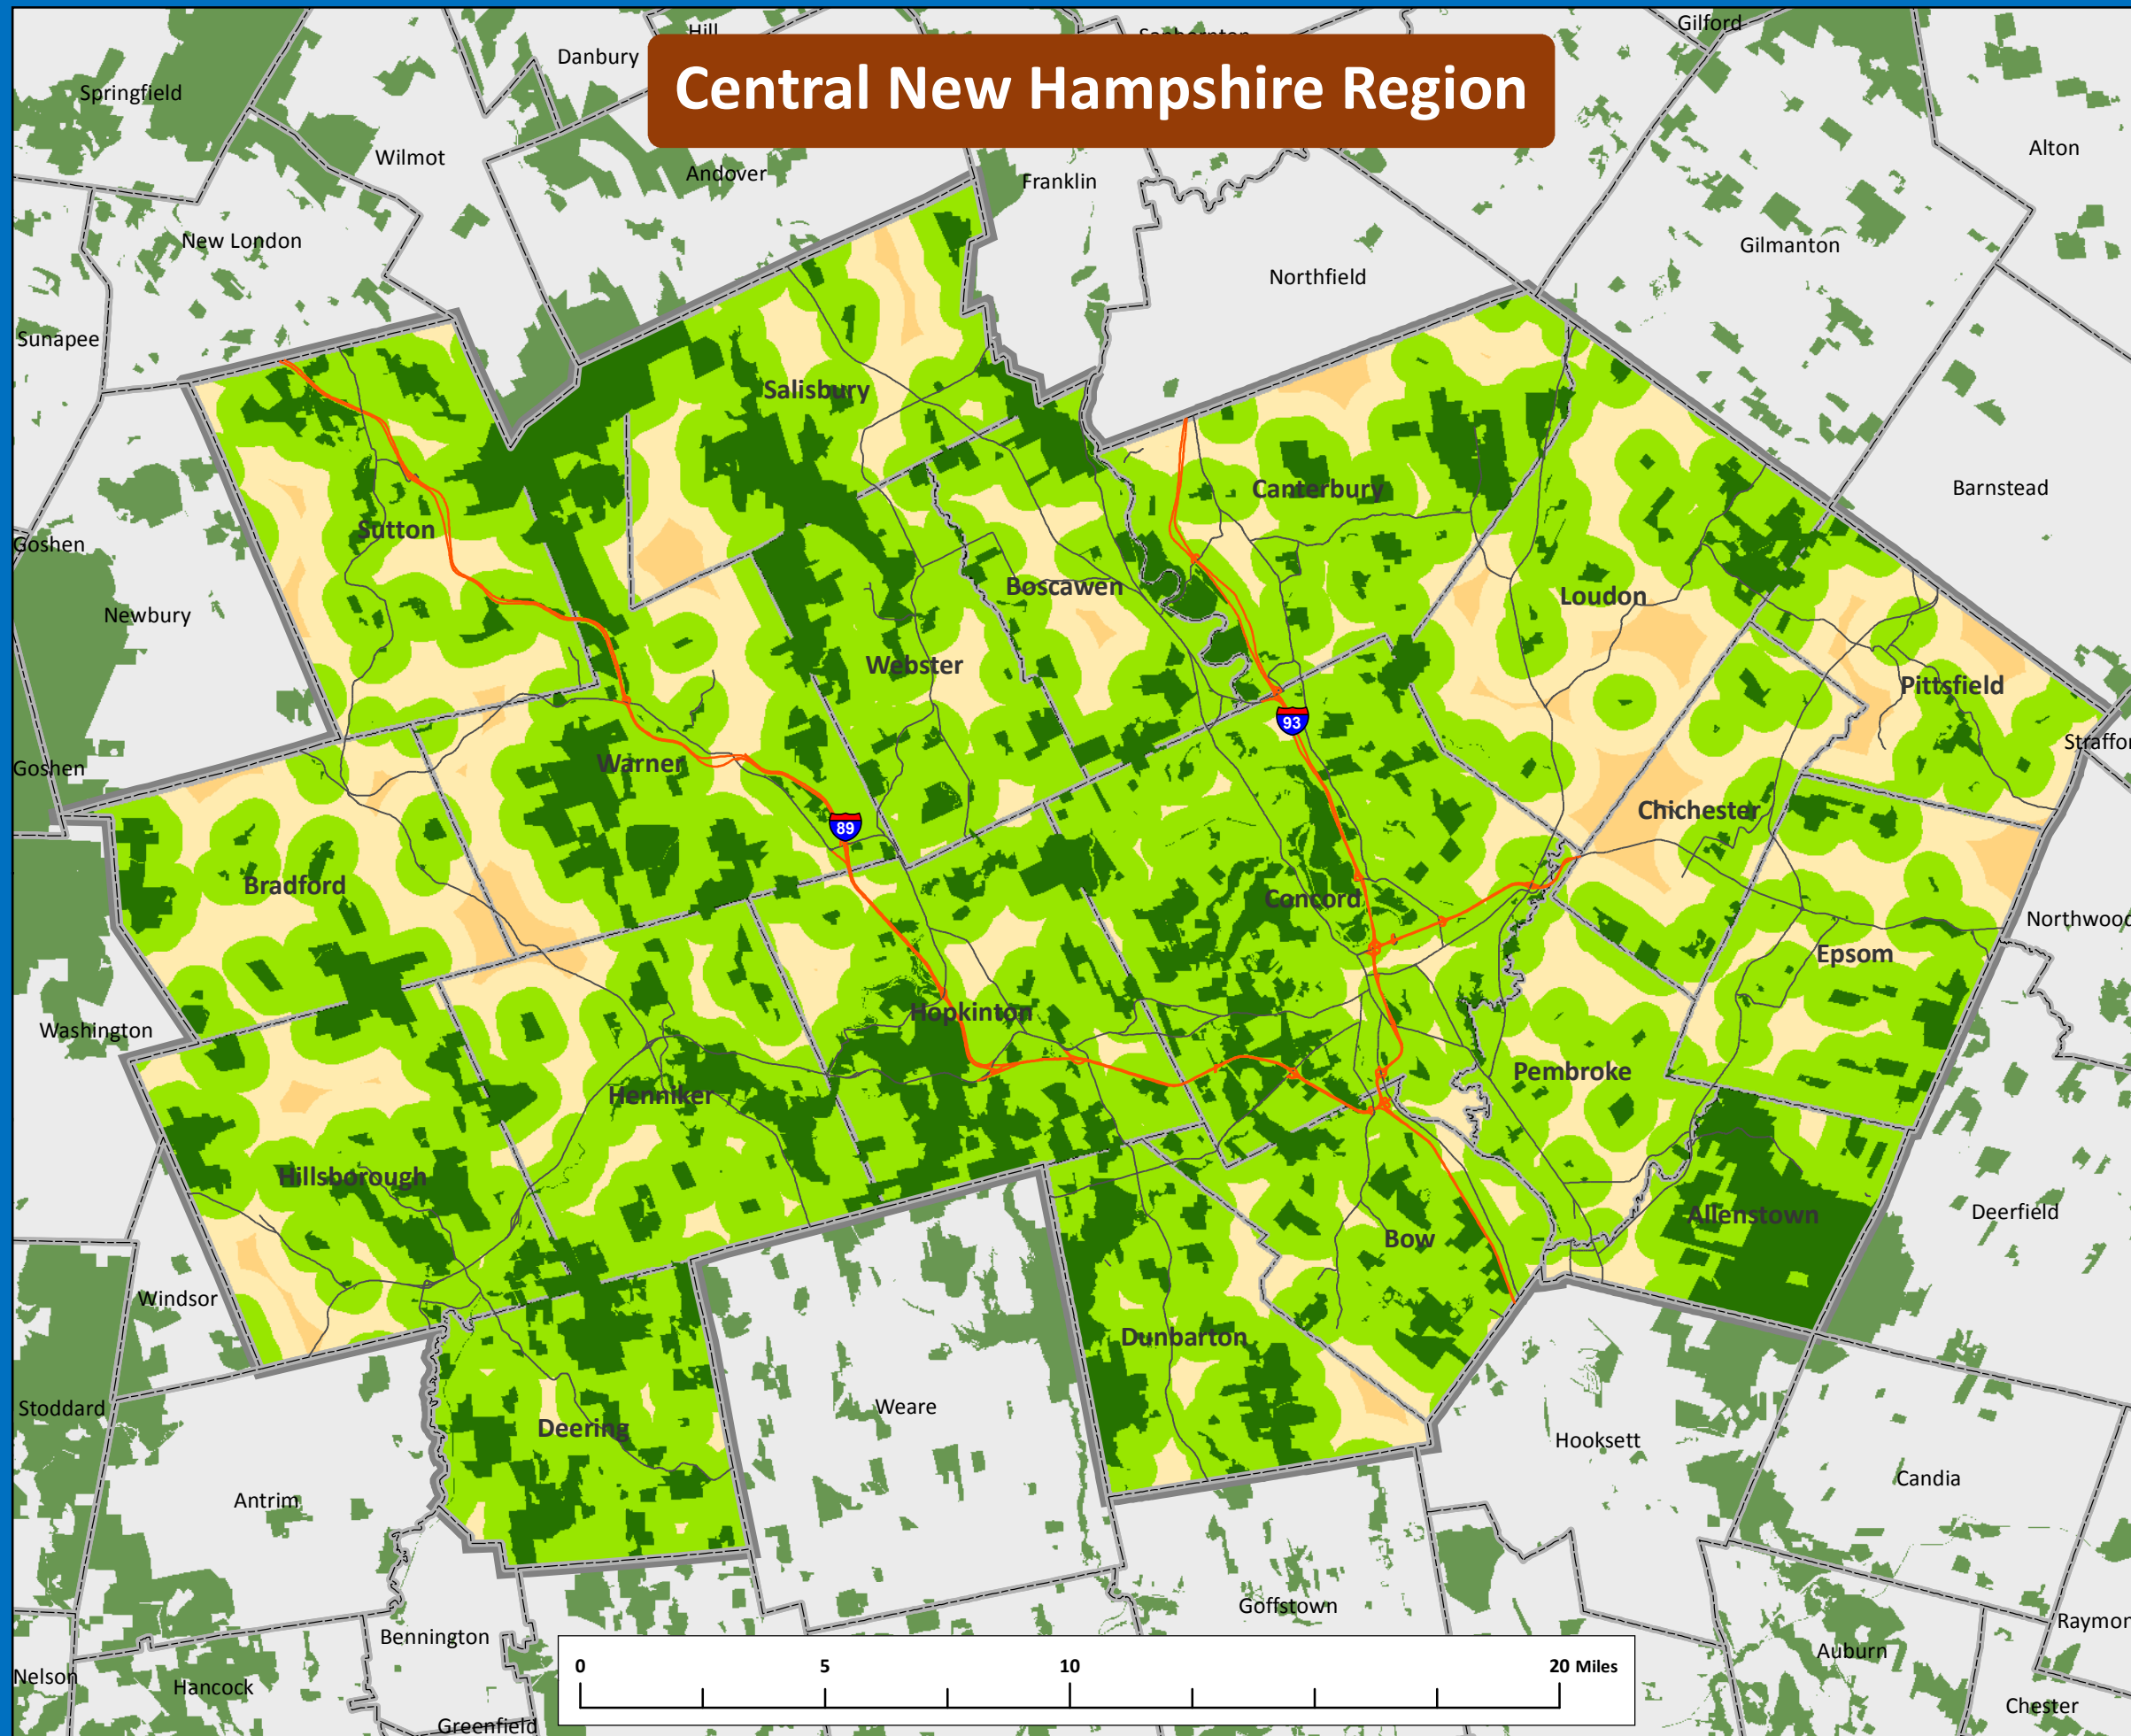 Gilford
Hill
Danbury
Central New Hampshire Region
Springfield
Wilmot
Alton
Andover
Franklin
New London
Gilmanton
Northfield
Sunapee
Salisbury
Canterbury
Barnstead
Sutton
Goshen
Boscawen
Loudon
Newbury
Webster
Pittsfield
93
Straffor
Warner
Goshen
Chichester
89
Bradford
Concord
Northwood
Epsom
Hopkinton
Washington
Pembroke
Henniker
Hillsborough
Allenstown
Deerfield
Bow
Windsor
Dunbarton
Stoddard
Weare
Deering
Hooksett
Candia
Antrim
Goffstown
Raymon
Bennington
Auburn
0 5 10 20 Miles
Nelson
Hancock
Chester
Greenfield